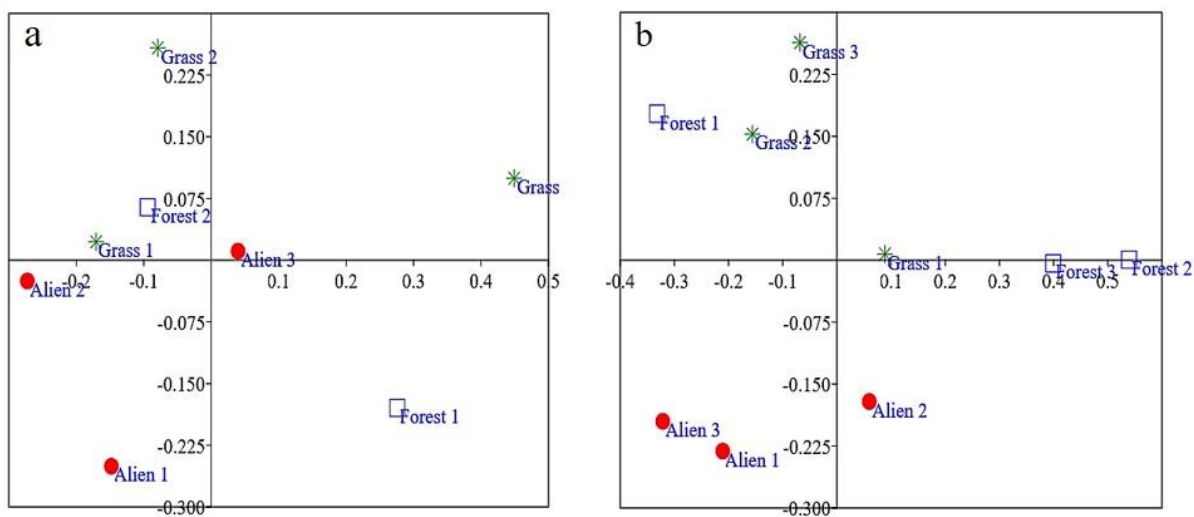 a
Grass 2
0.225
0.150
Grass
0.075
Forest 2
Grass 1
Alien 3
-0.2 -0.1 0.1 0.2 0.3 0.4 0.5
Alien 2
-0.075
-0.150
Forest 1
-0.225
Alien 1
-0.300
b
Grass 3
0.225
Forest 1
0.150
Grass 2
0.075
Grass 1
Forest 3
Forest 2
-0.4 -0.3 -0.2 -0.1 0.1 0.2 0.3 0.4 0.5
-0.075
-0.150
Alien 2
Alien 3
-0.225
Alien 1
-0.300